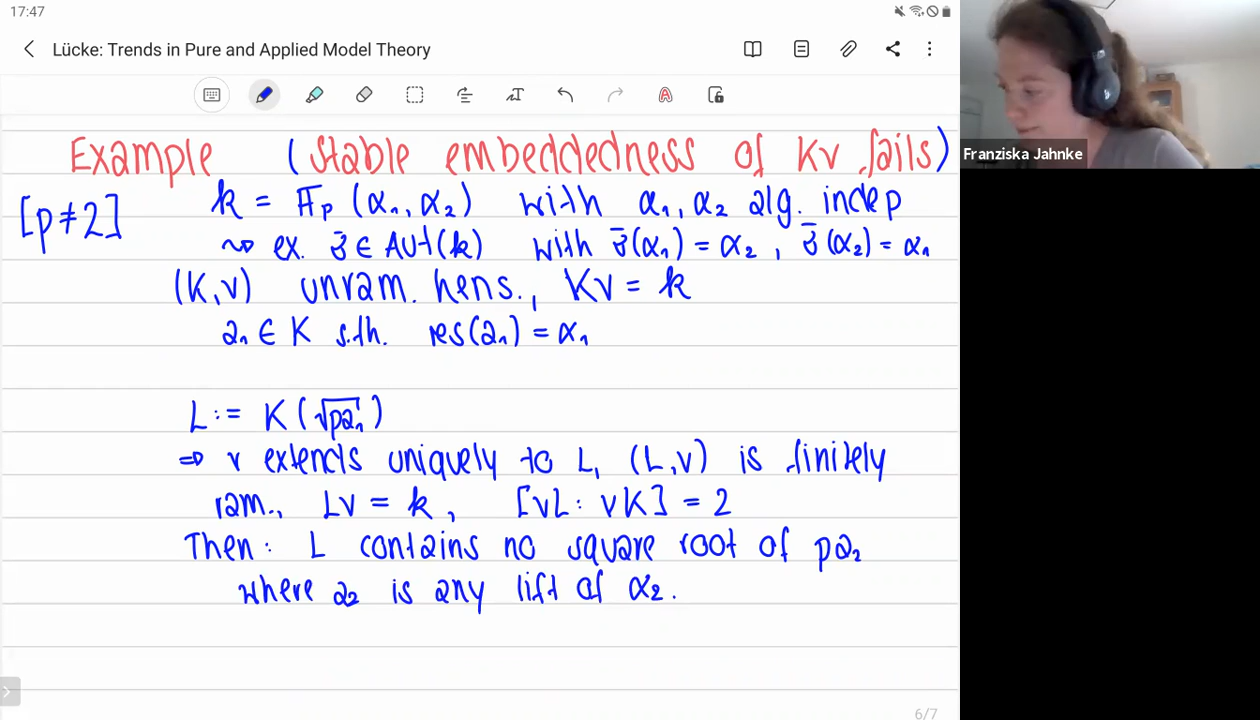 17:47
Lücke: Trends in Pure and Applied Model Theory
Example (Stable embeddedness of Kv fails)
[p≠2] k = 𝔽_p (α₁, α₂) with α₁, α₂ alg. indep
⇝ ex. σ̄ ∈ Aut(k) with σ̄(α₁) = α₂, σ̄(α₂) = α₁
(K,v) unram. hens., Kv = k
a₁ ∈ K s.th. res(a₁) = α₁
L := K(√pa₁)
⇒ v extends uniquely to L, (L,v) is finitely
ram., Lv = k, [vL : vK] = 2
Then: L contains no square root of pa₂
where a₂ is any lift of α₂.
6/7
Franziska Jahnke